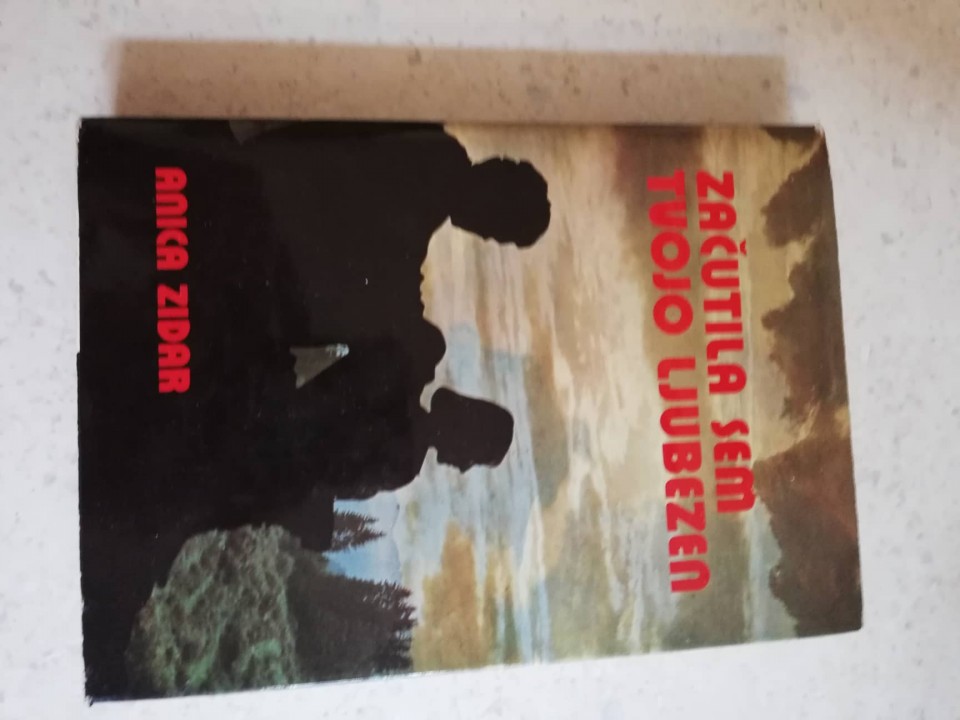 ZAČUTILA SEM
TVOJO LJUBEZEN
ANICA ZIDAR